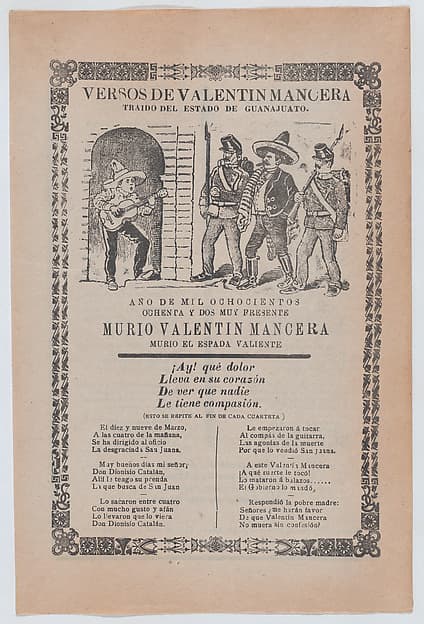 VERSOS DE VALENTIN MANCERA
TRAIDO DEL ESTADO DE GUANAJUATO.
AÑO DE MIL OCHOCIENTOS
OCHENTA Y DOS MUY PRESENTE
MURIO VALENTIN MANCERA
MURIO EL ESPADA VALIENTE
¡Ay! qué dolor
Lleva en su corazón
De ver que nadie
Le tiene compasión.
(ESTO SE REPITE AL FIN DE CADA CUARTETA)
El diez y nueve de Marzo,
A las cuatro de la mañana,
Se ha dirigido al oficio
La desgraciada San Juana.
Muy buenos días mi señor;
Don Dionisio Catalán,
Allí le tengo su prenda
La que busca de San Juan
Lo sacaron entre cuatro
Con mucho gusto y afán
Lo llevaron que lo viera
Don Dionisio Catalán.
Le empezaron á tocar
Al compás de la guitarra,
Las agonías de la muerte
Por que lo vendió San Juana.
A este Valentín Mancera
¡A qué suerte le tocó!
Lo mataron á balazos......
El Gobierno lo mandó,
Respondió la pobre madre:
Señores ¿me harán favor
De que Valentín Mancera
No muera sin confesión?